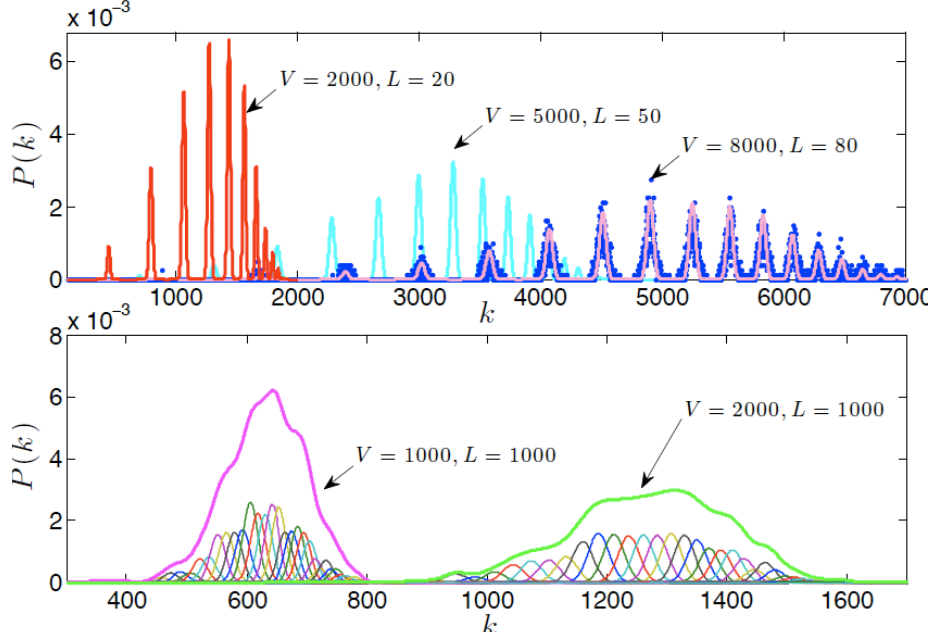 x 10⁻³
6
4
2
0
P(k)
V = 2000, L = 20
V = 5000, L = 50
V = 8000, L = 80
1000 2000 3000 4000 5000 6000 7000
k
x 10⁻³
8
6
4
2
0
P(k)
V = 1000, L = 1000
V = 2000, L = 1000
400 600 800 1000 1200 1400 1600
k